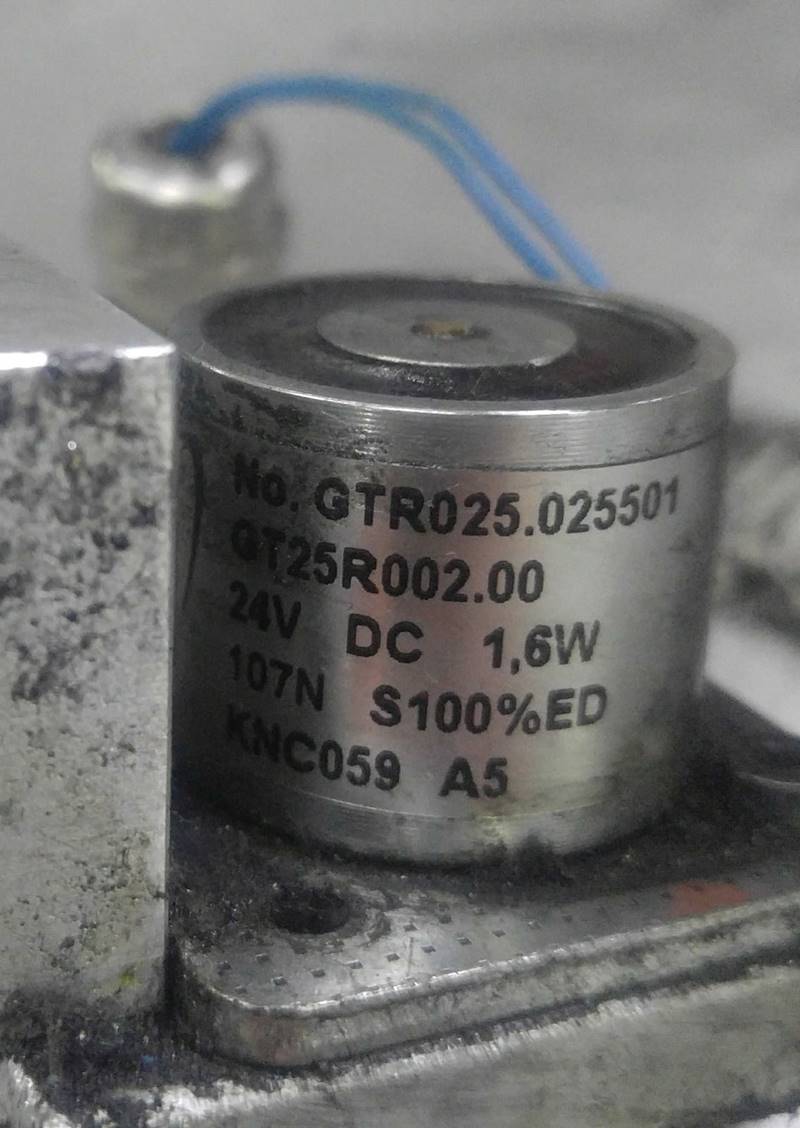 No. GTR025.025501
GT25R002.00
24V DC 1,6W
107N S100%ED
KNC059 A5